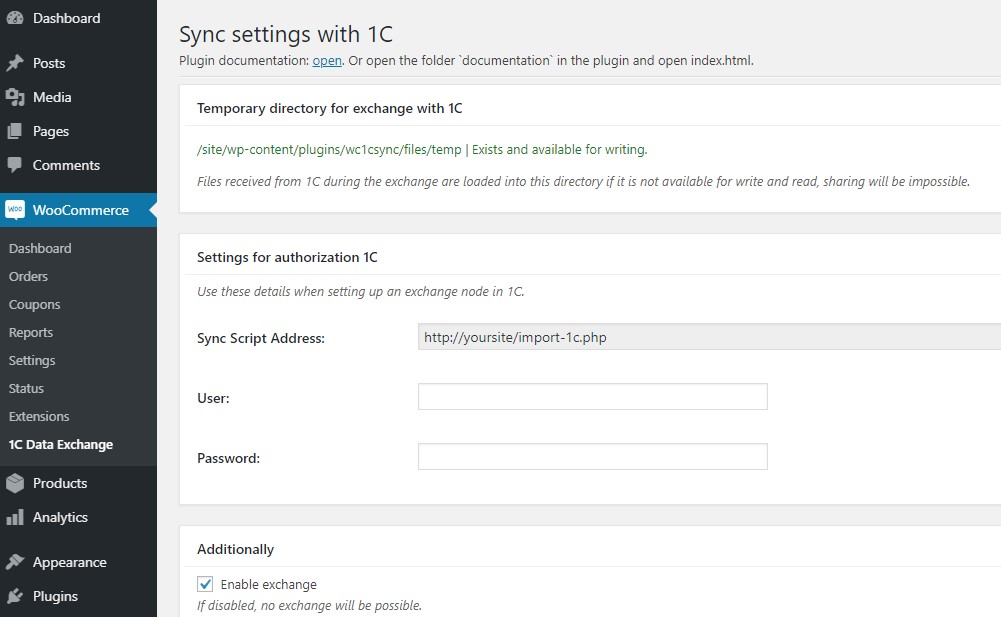 Dashboard
Posts
Media
Pages
Comments
woo
WooCommerce
Dashboard
Orders
Coupons
Reports
Settings
Status
Extensions
1C Data Exchange
Products
Analytics
Appearance
Plugins
Sync settings with 1C
Plugin documentation: open. Or open the folder `documentation` in the plugin and open index.html.
Temporary directory for exchange with 1C
/site/wp-content/plugins/wc1csync/files/temp | Exists and available for writing.
Files received from 1C during the exchange are loaded into this directory if it is not available for write and read, sharing will be impossible.
Settings for authorization 1C
Use these details when setting up an exchange node in 1C.
Sync Script Address: http://yoursite/import-1c.php
User:
Password:
Additionally
Enable exchange
If disabled, no exchange will be possible.